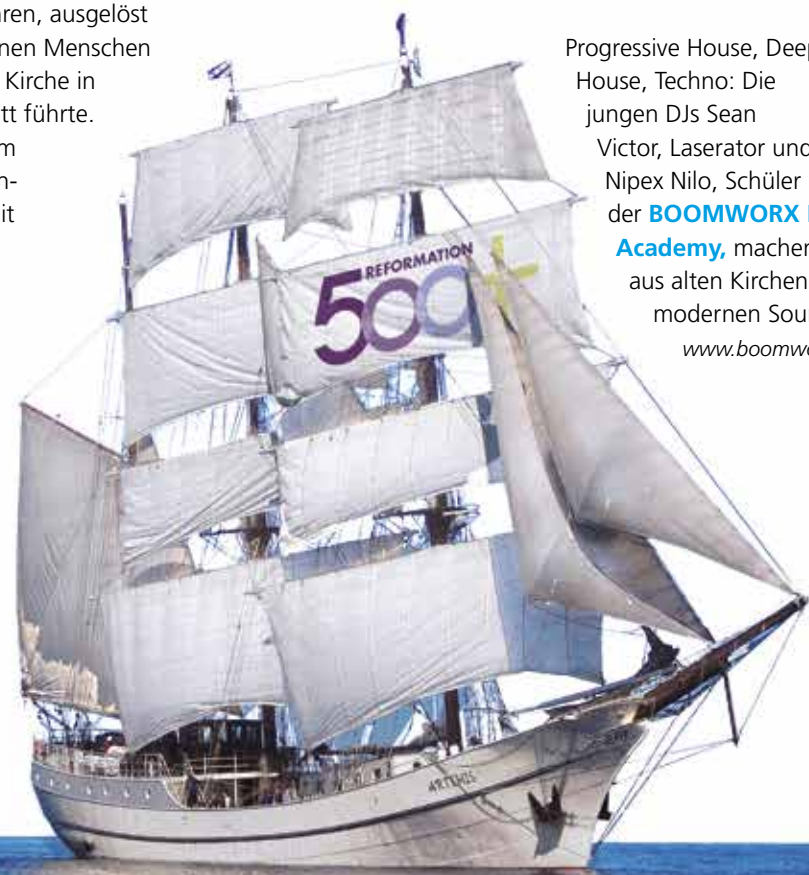 ren, ausgelöst
nen Menschen
Kirche in
tt führte.
m
n-
it
Progressive House, Deep
House, Techno: Die
jungen DJs Sean
Victor, Laserator und
Nipex Nilo, Schüler
der BOOMWORX
Academy, machen
aus alten Kirchen
modernen Sou
www.boomwo
REFORMATION
500+
ARTEMIS